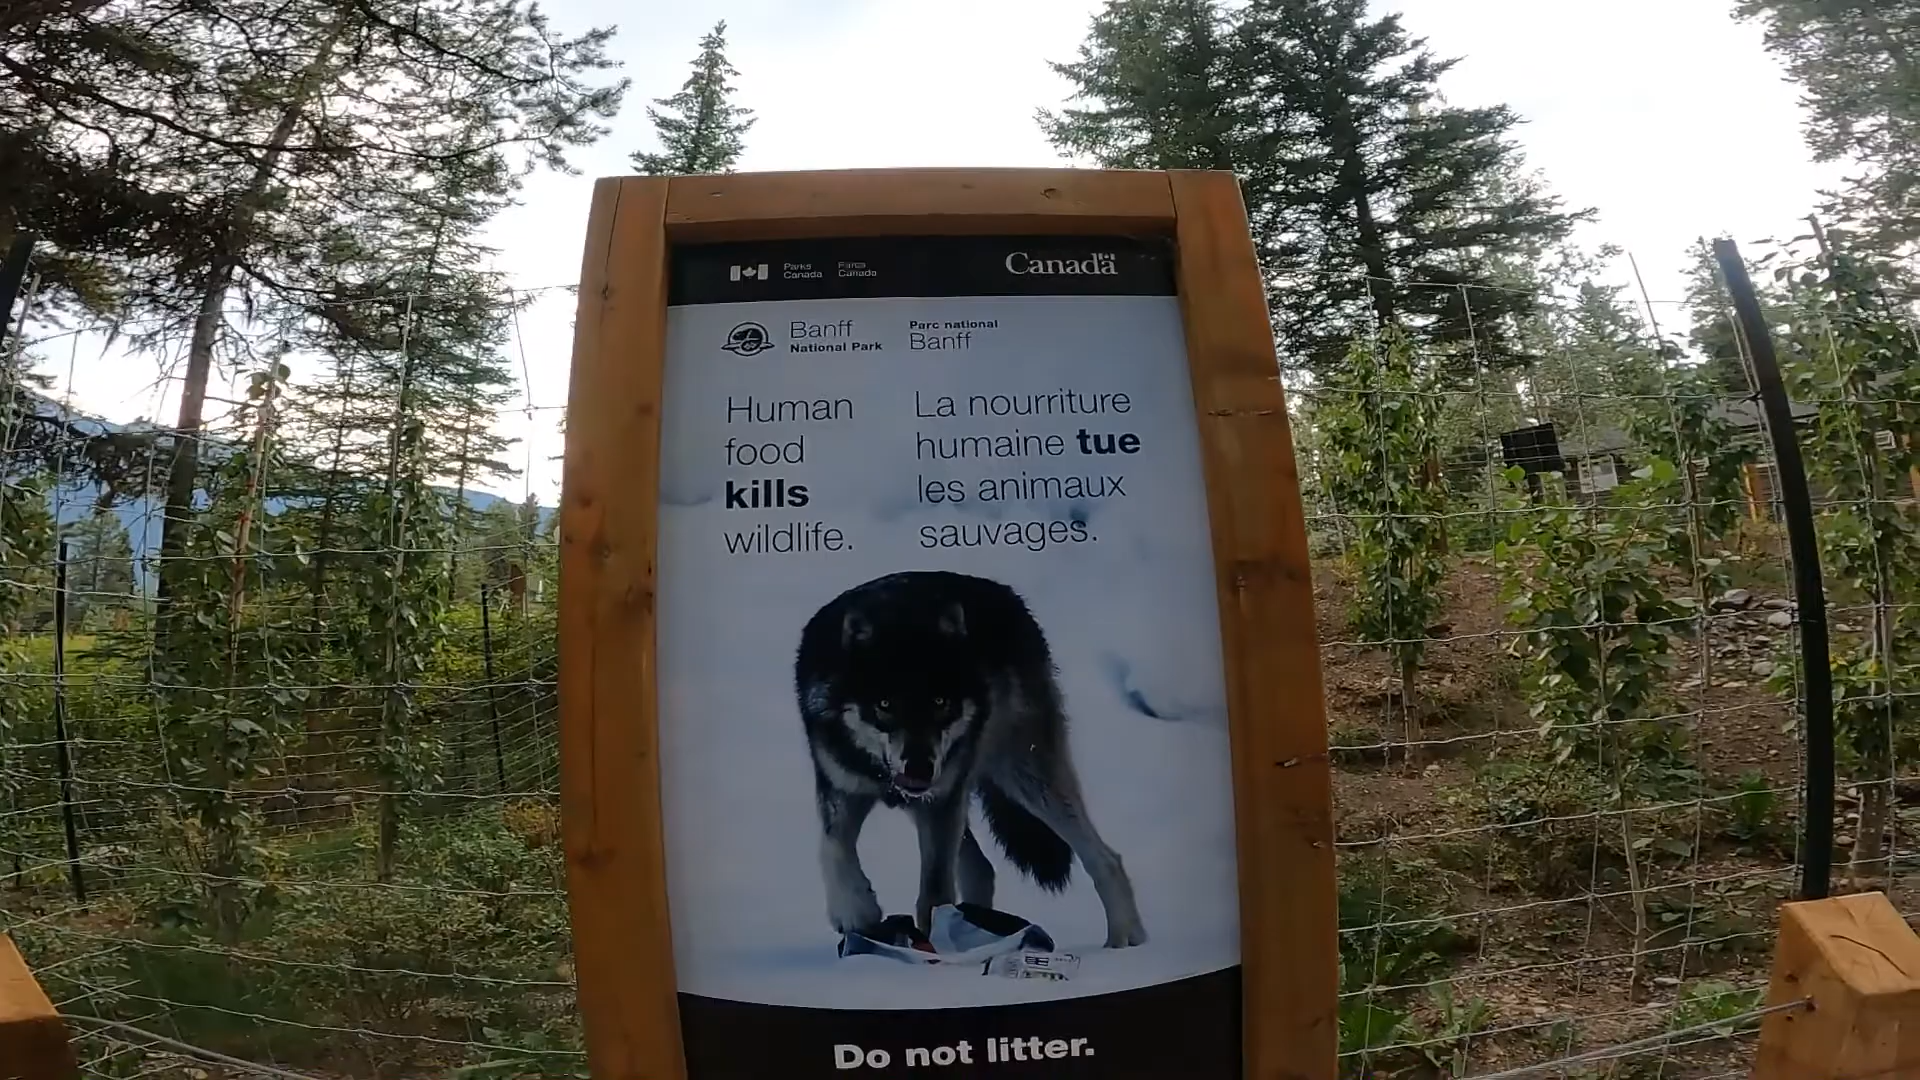 Parks Canada
Parcs Canada
Canada
Banff
National Park
Parc national
Banff
Human
food
kills
wildlife.
La nourriture
humaine tue
les animaux
sauvages.
Do not litter.